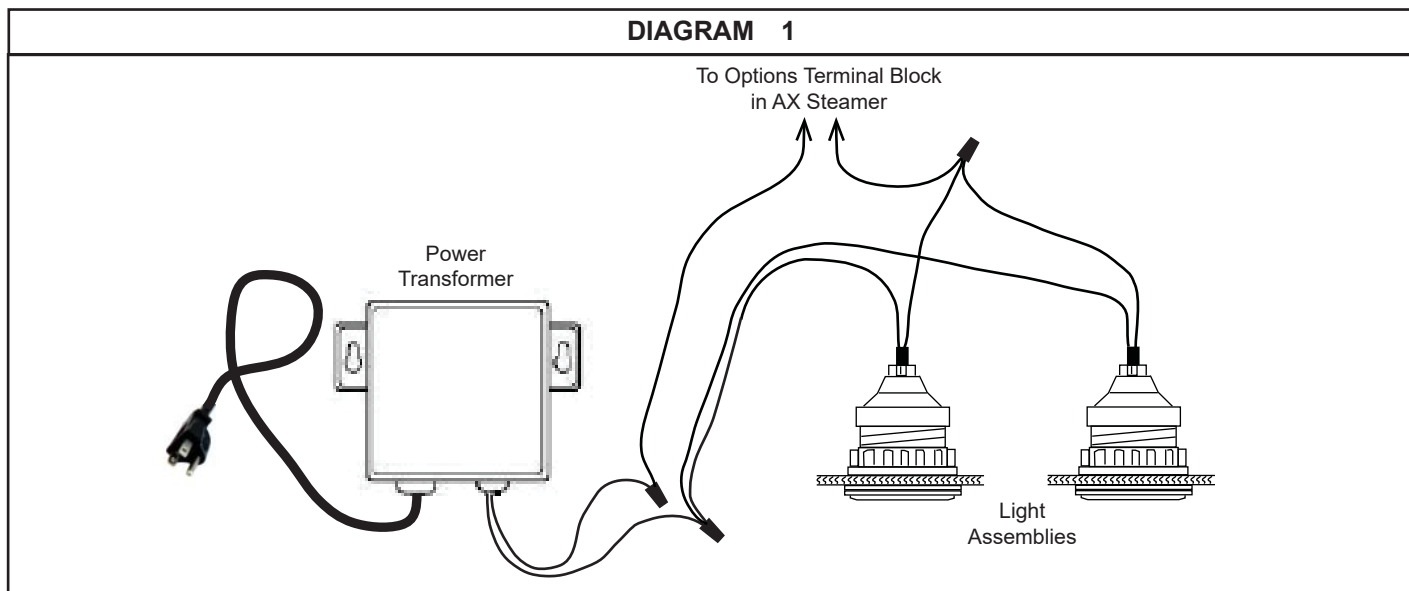 DIAGRAM 1
To Options Terminal Block
in AX Steamer
Power
Transformer
Light
Assemblies